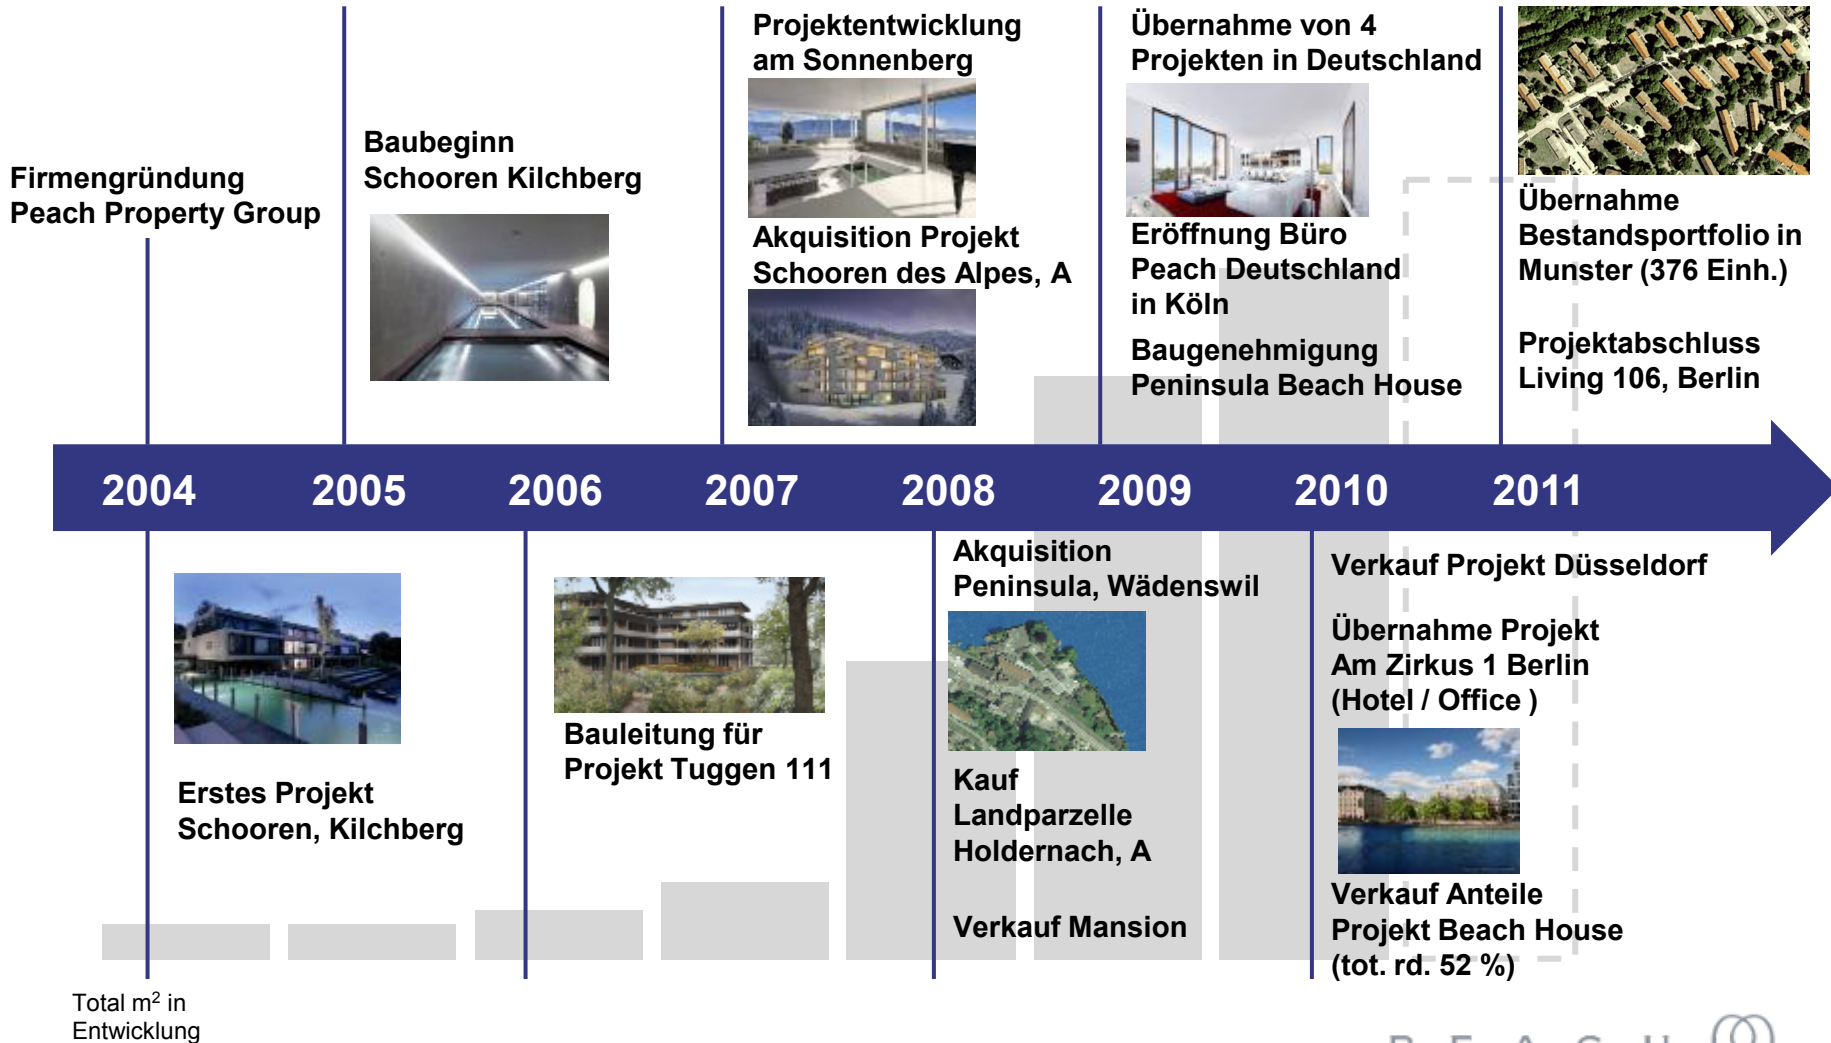 Firmengründung
Peach Property Group
Baubeginn
Schooren Kilchberg
Projektentwicklung
am Sonnenberg
Akquisition Projekt
Schooren des Alpes, A
Übernahme von 4
Projekten in Deutschland
Eröffnung Büro
Peach Deutschland
in Köln
Baugenehmigung
Peninsula Beach House
Übernahme
Bestandsportfolio in
Munster (376 Einh.)
Projektabschluss
Living 106, Berlin
2004 2005 2006 2007 2008 2009 2010 2011
Erstes Projekt
Schooren, Kilchberg
Bauleitung für
Projekt Tuggen 111
Akquisition
Peninsula, Wädenswil
Kauf
Landparzelle
Holdernach, A
Verkauf Mansion
Verkauf Projekt Düsseldorf
Übernahme Projekt
Am Zirkus 1 Berlin
(Hotel / Office )
Verkauf Anteile
Projekt Beach House
(tot. rd. 52 %)
Total m² in
Entwicklung
PEACH